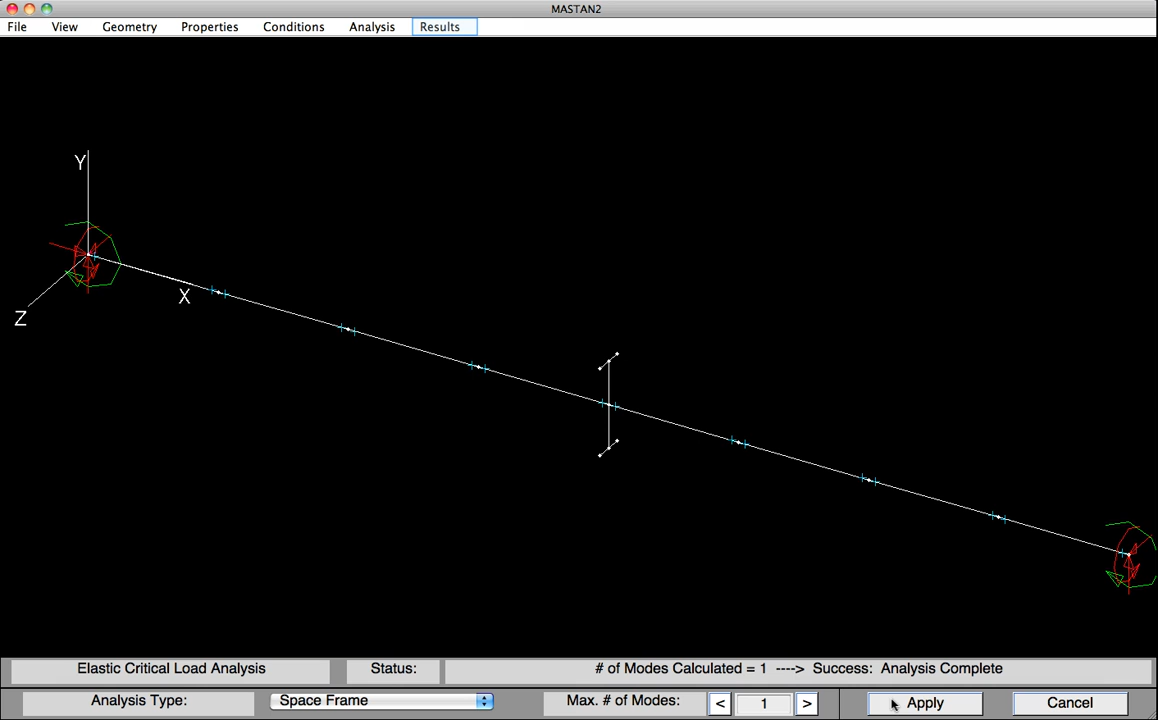 MASTAN2
File View Geometry Properties Conditions Analysis Results
Y
X
Z
Elastic Critical Load Analysis Status: # of Modes Calculated = 1 ----> Success: Analysis Complete
Analysis Type: Space Frame Max. # of Modes: < 1 > Apply Cancel